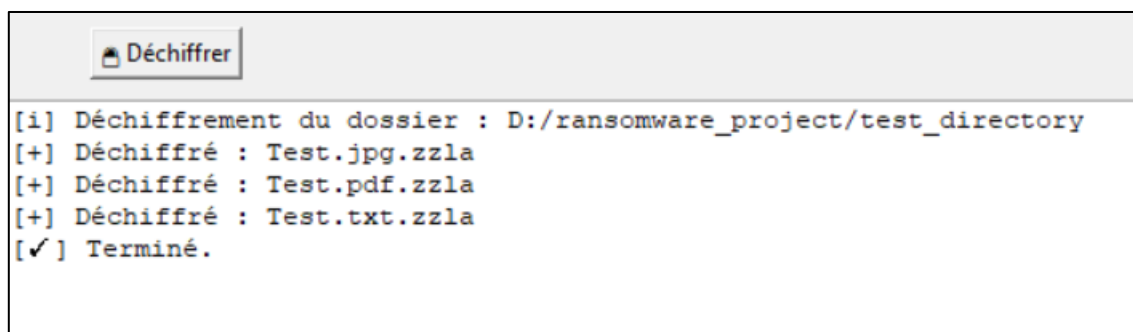 Déchiffrer
[i] Déchiffrement du dossier : D:/ransomware_project/test_directory
[+] Déchiffré : Test.jpg.zzla
[+] Déchiffré : Test.pdf.zzla
[+] Déchiffré : Test.txt.zzla
[✓] Terminé.